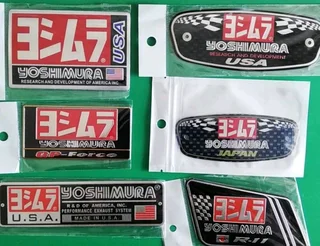 ヨシムラ
USA
YOSHIMURA
RESEARCH AND DEVELOPMENT OF AMERICA, INC.
ヨシムラ
YOSHIMURA
RESEARCH AND DEVELOPMENT
USA
ヨシムラ
YOSHIMURA
GP-Force
ヨシムラ
YOSHIMURA
JAPAN
ヨシムラ
U.S.A.
YOSHIMURA
R & D OF AMERICA, INC.
PERFORMANCE EXHAUST SYSTEM
MADE IN U.S.A.
ヨシムラ
YOSHIMURA